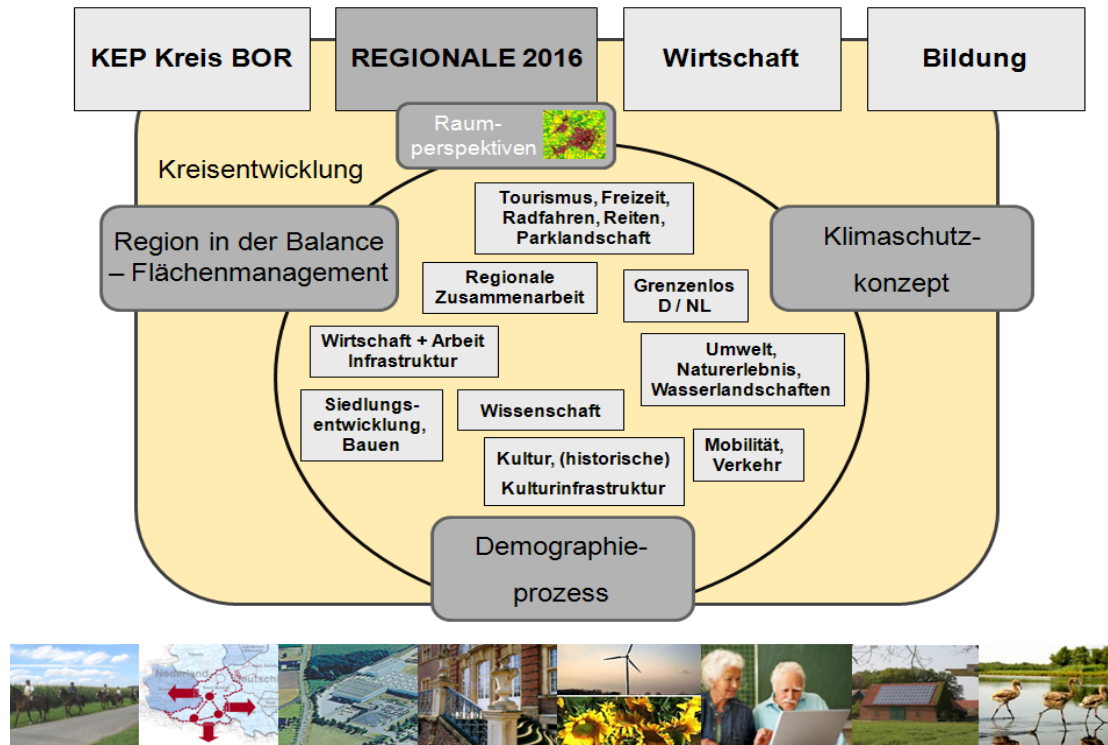 KEP Kreis BOR
REGIONALE 2016
Wirtschaft
Bildung
Raum-
perspektiven
Kreisentwicklung
Region in der Balance
– Flächenmanagement
Klimaschutz-
konzept
Tourismus, Freizeit,
Radfahren, Reiten,
Parklandschaft
Regionale
Zusammenarbeit
Grenzenlos
D / NL
Wirtschaft + Arbeit
Infrastruktur
Umwelt,
Naturerlebnis,
Wasserlandschaften
Siedlungs-
entwicklung,
Bauen
Wissenschaft
Kultur, (historische)
Kulturinfrastruktur
Mobilität,
Verkehr
Demographie-
prozess
Nederland